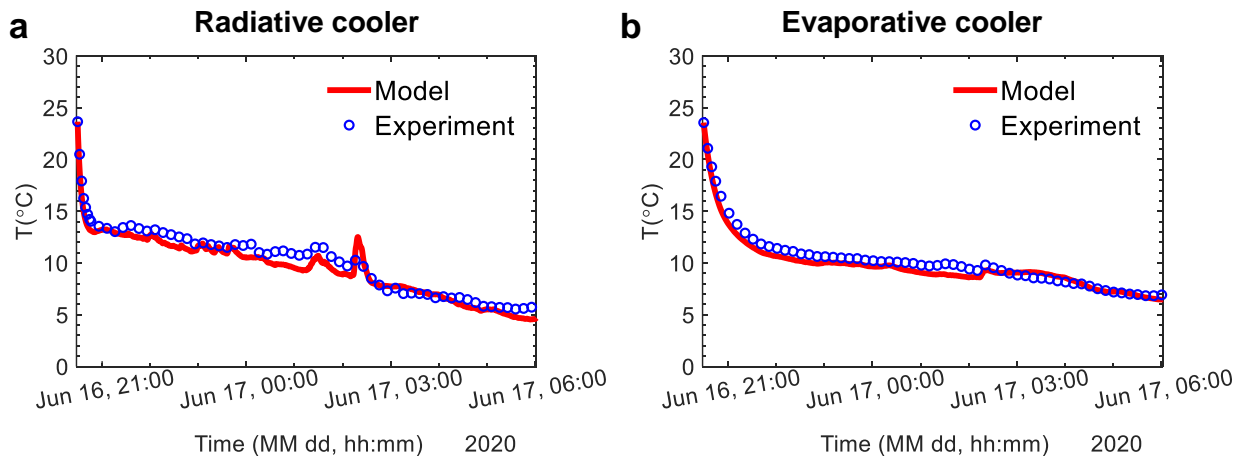 a
Radiative cooler
30
25
20
15
10
5
0
T(°C)
Model
Experiment
Jun 16, 21:00
Jun 17, 00:00
Jun 17, 03:00
Jun 17, 06:00
Time (MM dd, hh:mm) 2020
b
Evaporative cooler
30
25
20
15
10
5
0
T(°C)
Model
Experiment
Jun 16, 21:00
Jun 17, 00:00
Jun 17, 03:00
Jun 17, 06:00
Time (MM dd, hh:mm) 2020